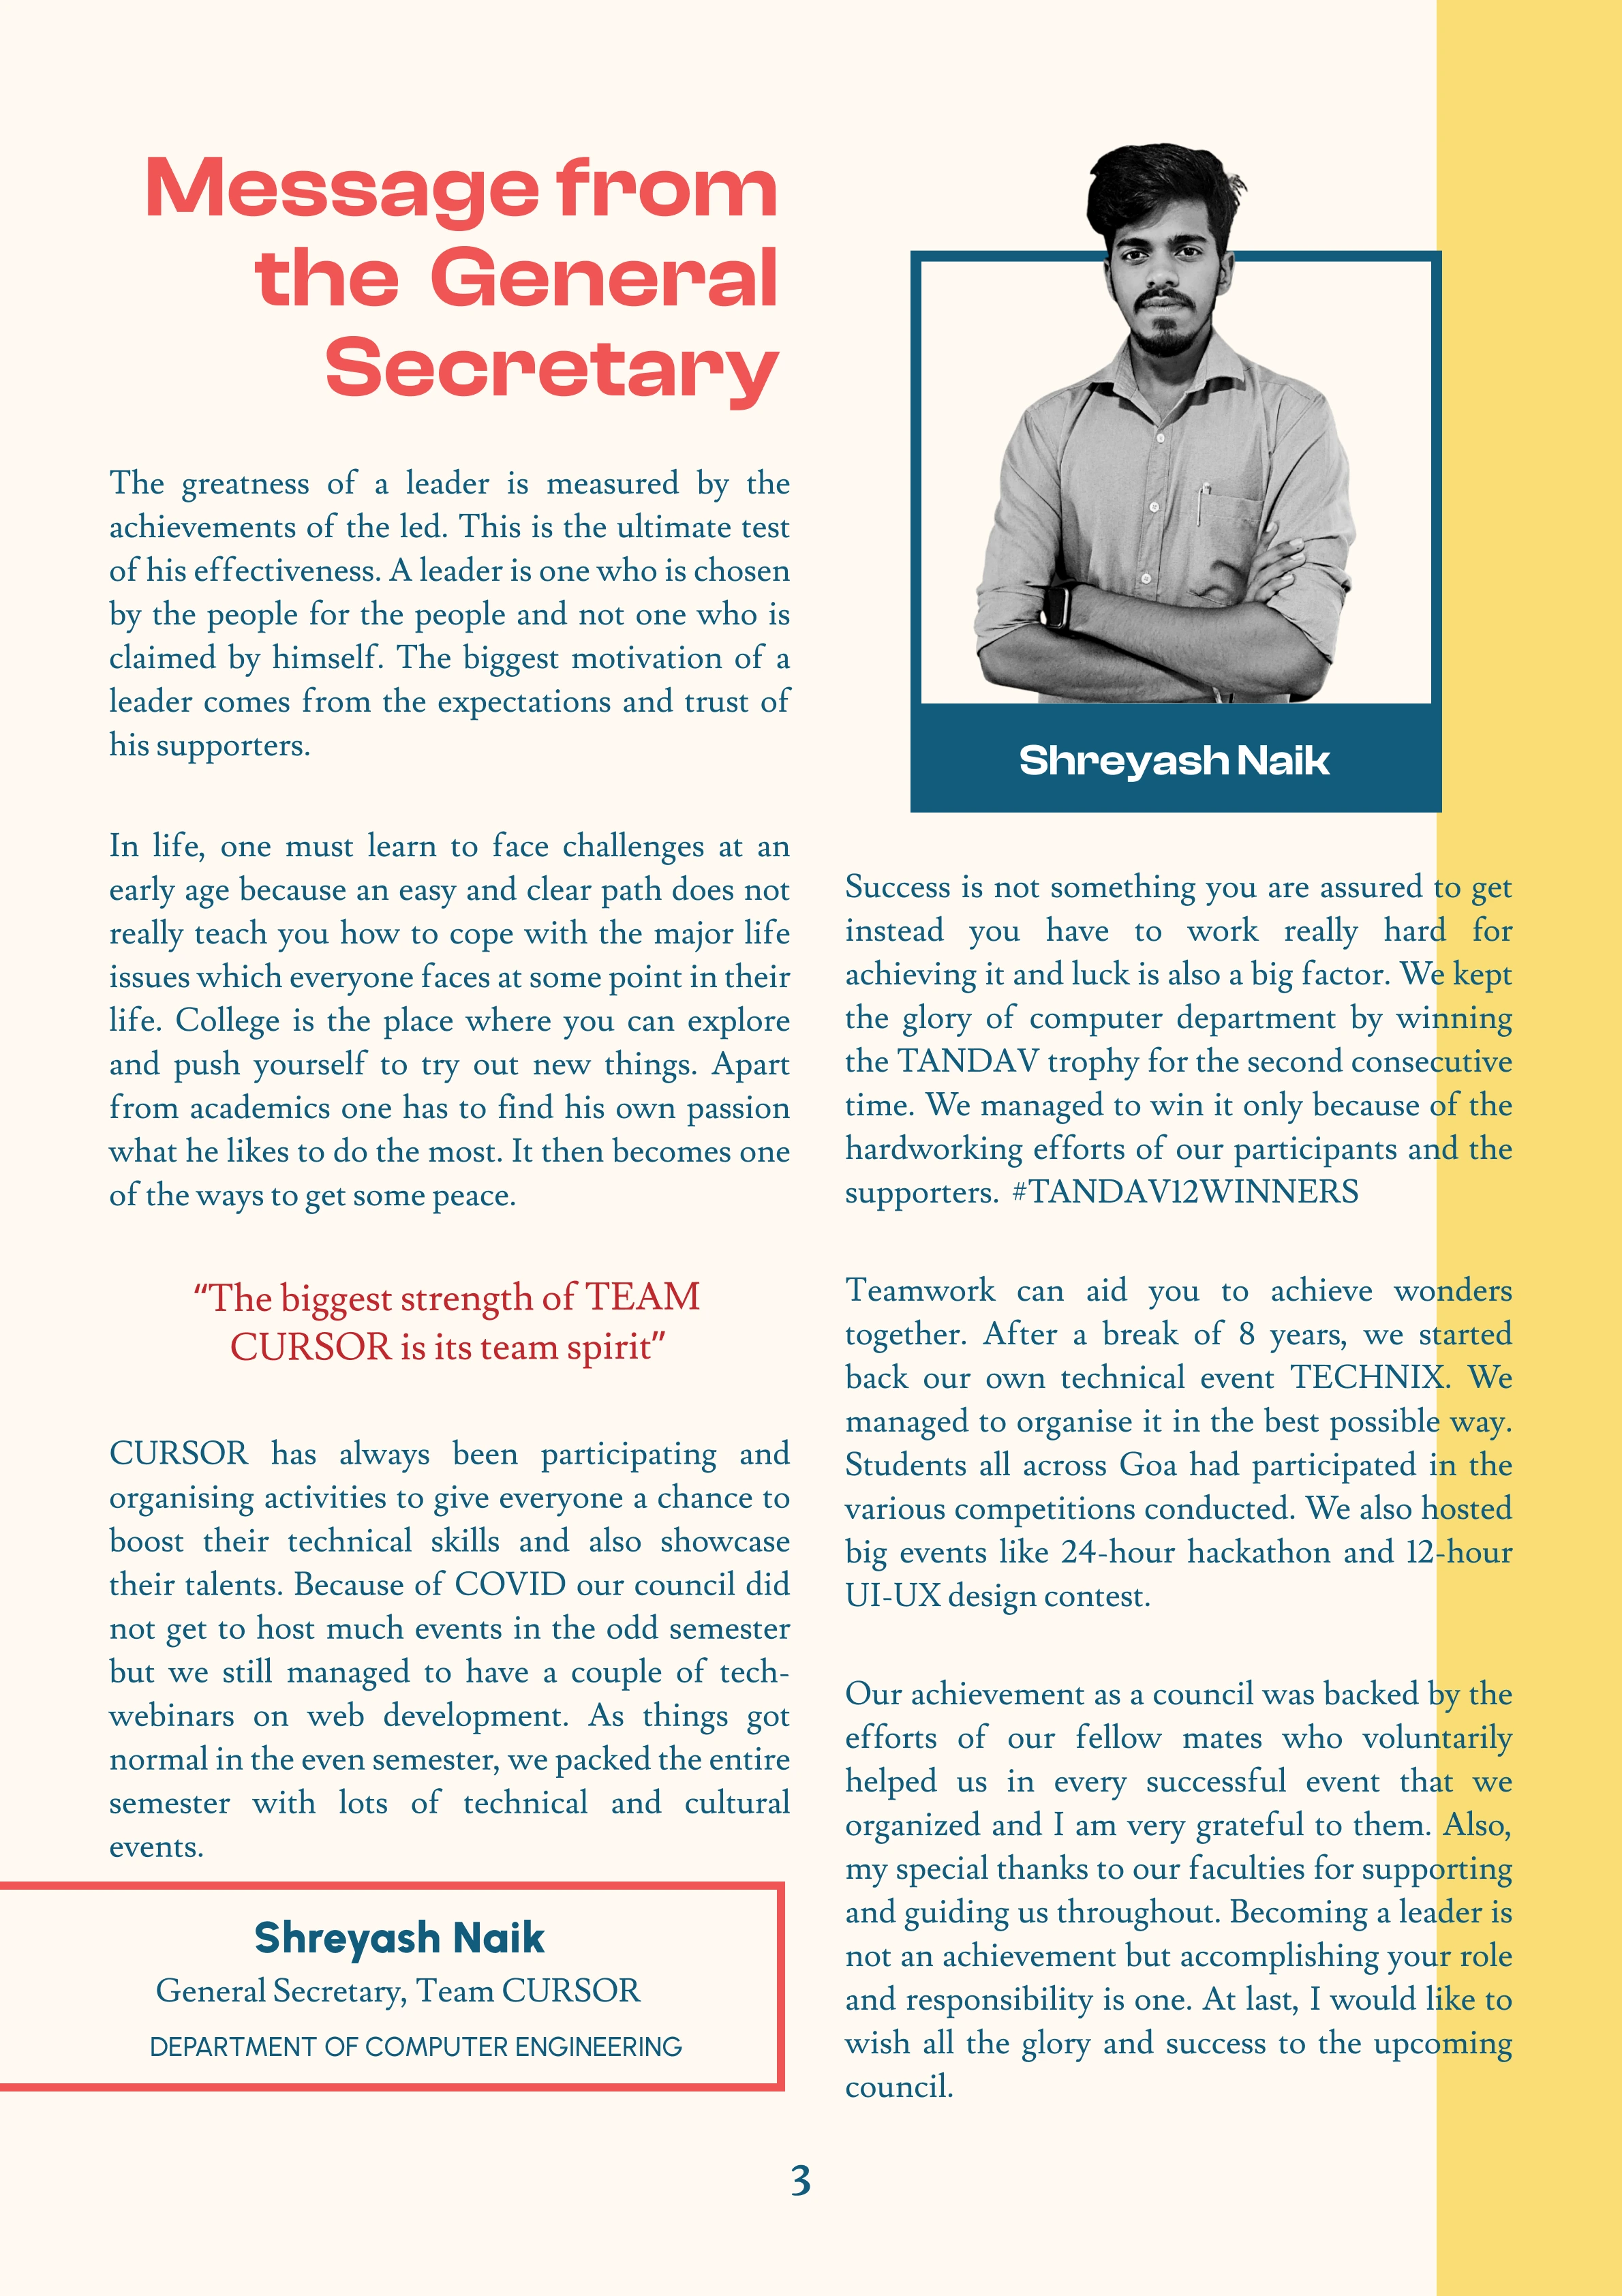 Message from
the General
Secretary
The greatness of a leader is measured by the
achievements of the led. This is the ultimate test
of his effectiveness. A leader is one who is chosen
by the people for the people and not one who is
claimed by himself. The biggest motivation of a
leader comes from the expectations and trust of
his supporters.
In life, one must learn to face challenges at an
early age because an easy and clear path does not
really teach you how to cope with the major life
issues which everyone faces at some point in their
life. College is the place where you can explore
and push yourself to try out new things. Apart
from academics one has to find his own passion
what he likes to do the most. It then becomes one
of the ways to get some peace.
“The biggest strength of TEAM
CURSOR is its team spirit”
CURSOR has always been participating and
organising activities to give everyone a chance to
boost their technical skills and also showcase
their talents. Because of COVID our council did
not get to host much events in the odd semester
but we still managed to have a couple of tech-
webinars on web development. As things got
normal in the even semester, we packed the entire
semester with lots of technical and cultural
events.
Shreyash Naik
General Secretary, Team CURSOR
DEPARTMENT OF COMPUTER ENGINEERING
Shreyash Naik
Success is not something you are assured to get
instead you have to work really hard for
achieving it and luck is also a big factor. We kept
the glory of computer department by winning
the TANDAV trophy for the second consecutive
time. We managed to win it only because of the
hardworking efforts of our participants and the
supporters. #TANDAV12WINNERS
Teamwork can aid you to achieve wonders
together. After a break of 8 years, we started
back our own technical event TECHNIX. We
managed to organise it in the best possible way.
Students all across Goa had participated in the
various competitions conducted. We also hosted
big events like 24-hour hackathon and 12-hour
UI-UX design contest.
Our achievement as a council was backed by the
efforts of our fellow mates who voluntarily
helped us in every successful event that we
organized and I am very grateful to them. Also,
my special thanks to our faculties for supporting
and guiding us throughout. Becoming a leader is
not an achievement but accomplishing your role
and responsibility is one. At last, I would like to
wish all the glory and success to the upcoming
council.
3